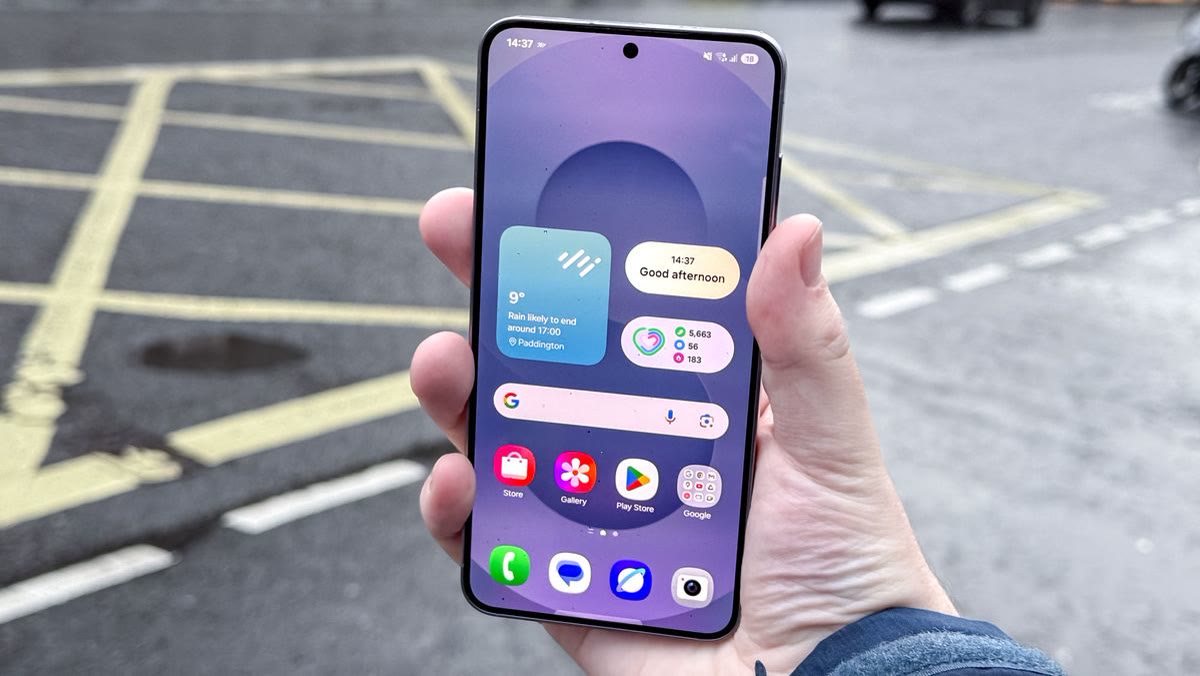 14:37
18
14:37
Good afternoon
9°
Rain likely to end
around 17:00
Paddington
5,663
56
183
G
Store
Gallery
Play Store
Google